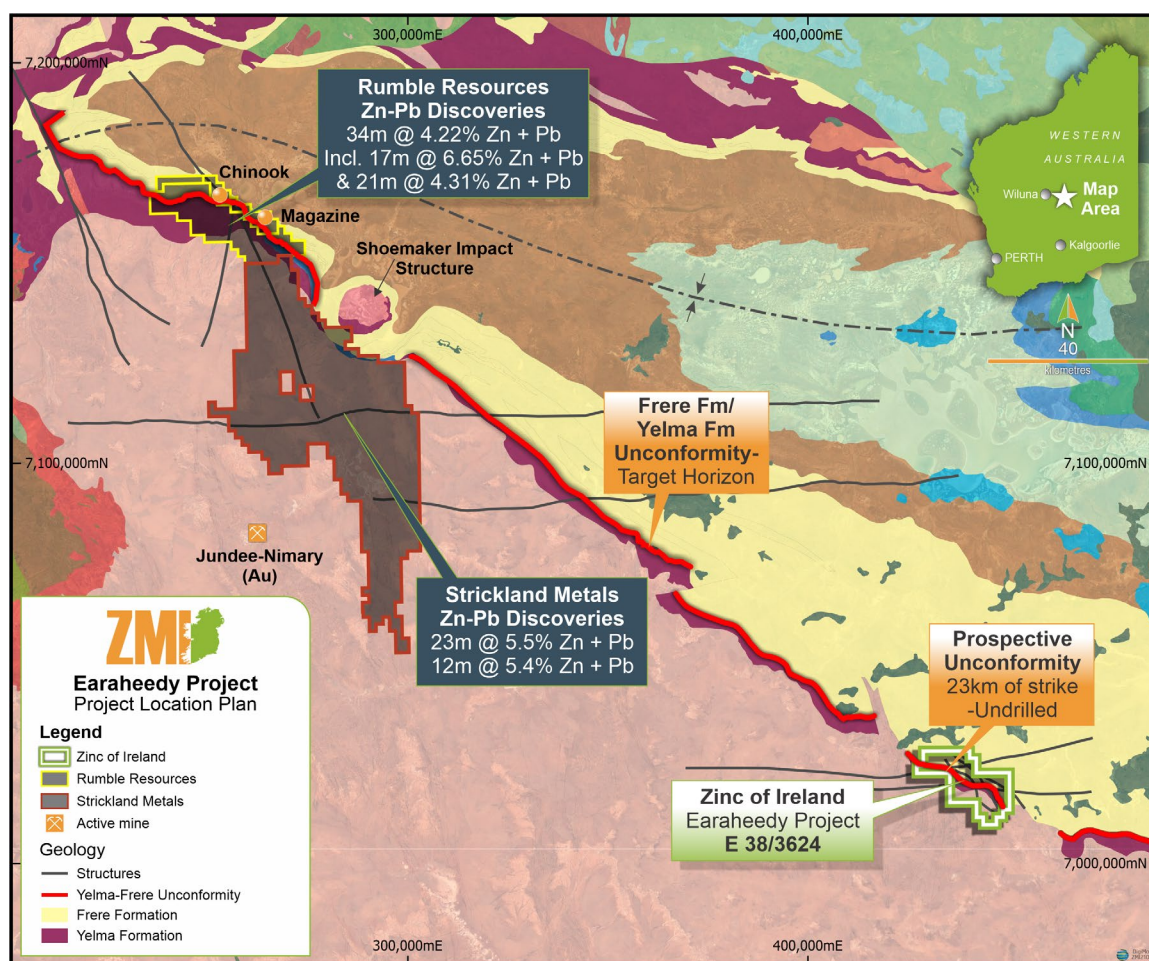 300,000mE
400,000mE
7,200,000mN
Rumble Resources
Zn-Pb Discoveries
34m @ 4.22% Zn + Pb
Incl. 17m @ 6.65% Zn + Pb
& 21m @ 4.31% Zn + Pb
WESTERN
AUSTRALIA
Wiluna
Map
Area
Kalgoorlie
PERTH
Chinook
Magazine
Shoemaker Impact
Structure
N
40
kilometres
Frere Fm/
Yelma Fm
Unconformity-
Target Horizon
7,100,000mN
7,100,000mN
Jundee-Nimary
(Au)
Strickland Metals
Zn-Pb Discoveries
23m @ 5.5% Zn + Pb
12m @ 5.4% Zn + Pb
Prospective
Unconformity
23km of strike
-Undrilled
Zinc of Ireland
Earaheedy Project
E 38/3624
7,000,000mN
ZMI
Earaheedy Project
Project Location Plan
Legend
Zinc of Ireland
Rumble Resources
Strickland Metals
Active mine
Geology
Structures
Yelma-Frere Unconformity
Frere Formation
Yelma Formation
300,000mE
400,000mE